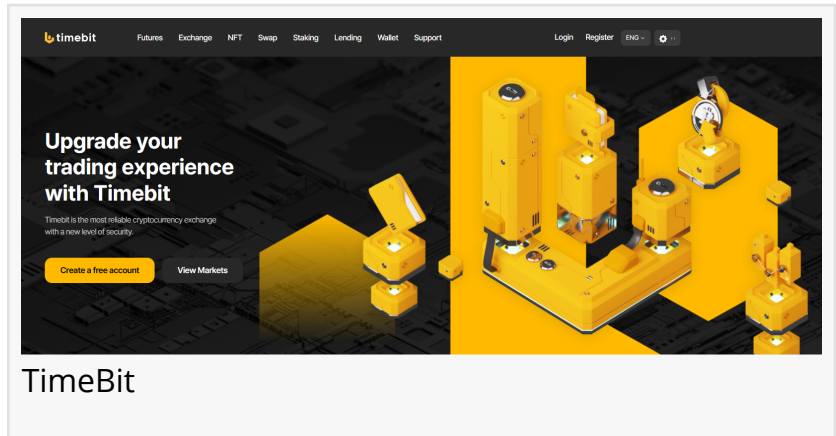 timebit Futures Exchange NFT Swap Staking Lending Wallet Support Login Register ENG
Upgrade your
trading experience
with Timebit
Timebit is the most reliable cryptocurrency exchange
with a new level of security.
Create a free account View Markets
TimeBit